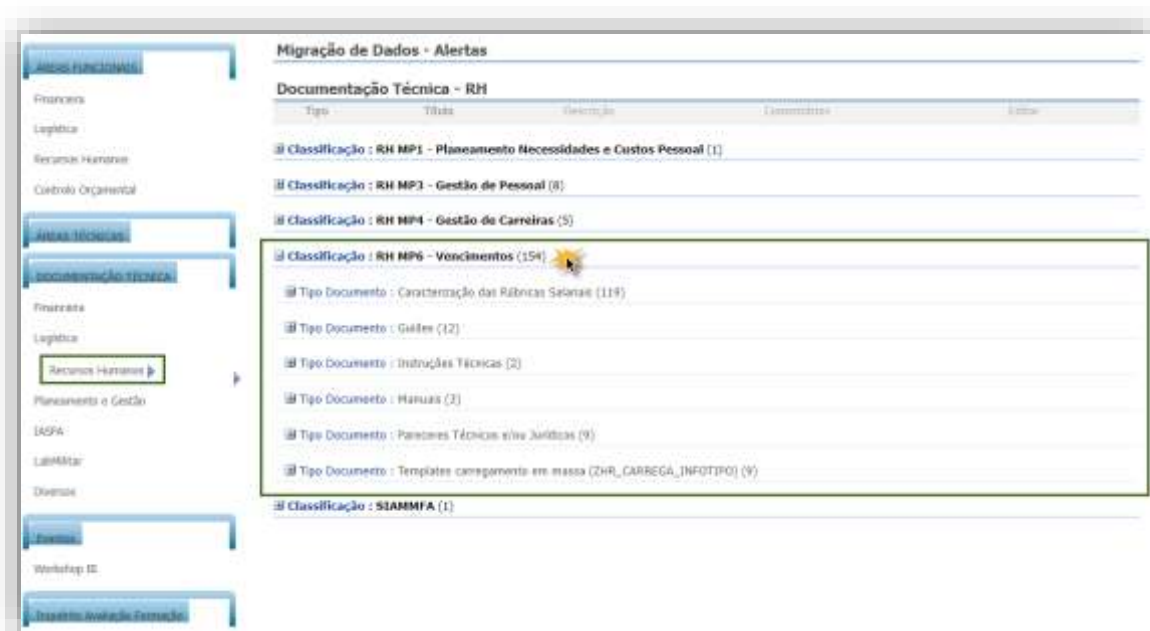 ÁREAS FUNCIONAIS
Financeira
Logística
Recursos Humanos
Controlo Orçamental
ÁREAS TÉCNICAS
DOCUMENTAÇÃO TÉCNICA
Financeira
Logística
Recursos Humanos
Planeamento e Gestão
IASFA
LabMilitar
Diversos
Eventos
Workshop III
Inquérito Avaliação Formação
Migração de Dados - Alertas
Documentação Técnica - RH
Tipo Título Descrição Comentários Editar
Classificação : RH MP1 - Planeamento Necessidades e Custos Pessoal (1)
Classificação : RH MP3 - Gestão de Pessoal (8)
Classificação : RH MP4 - Gestão de Carreiras (5)
Classificação : RH MP6 - Vencimentos (154)
Tipo Documento : Caracterização das Rúbricas Salariais (119)
Tipo Documento : Guiões (12)
Tipo Documento : Instruções Técnicas (2)
Tipo Documento : Manuais (3)
Tipo Documento : Pareceres Técnicos e/ou Jurídicos (9)
Tipo Documento : Templates carregamento em massa (ZHR_CARREGA_INFOTIPO) (9)
Classificação : SIAMMFA (1)